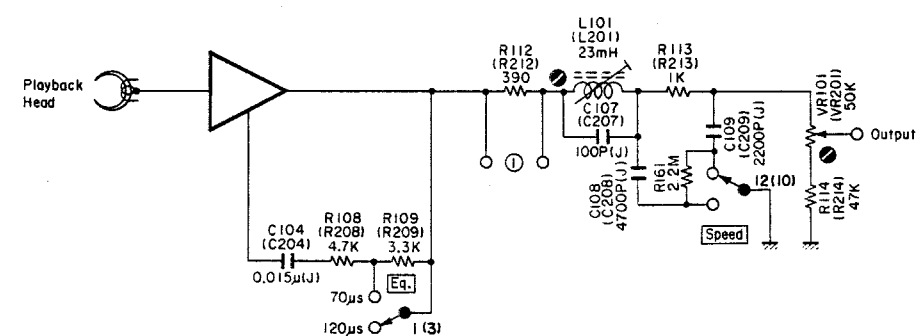 Playback
Head
R112
(R212)
390
L101
(L201)
23mH
R113
(R213)
1K
1
C107
(C207)
100P(J)
C108
(C208)
4700P(J)
R161
2.2M
C109
(C209)
2200P(J)
12(10)
Speed
VR101
(VR201)
50K
Output
R114
(R214)
47K
C104
(C204)
0.015μ(J)
R108
(R208)
4.7K
R109
(R209)
3.3K
Eq.
70μs
120μs
1(3)